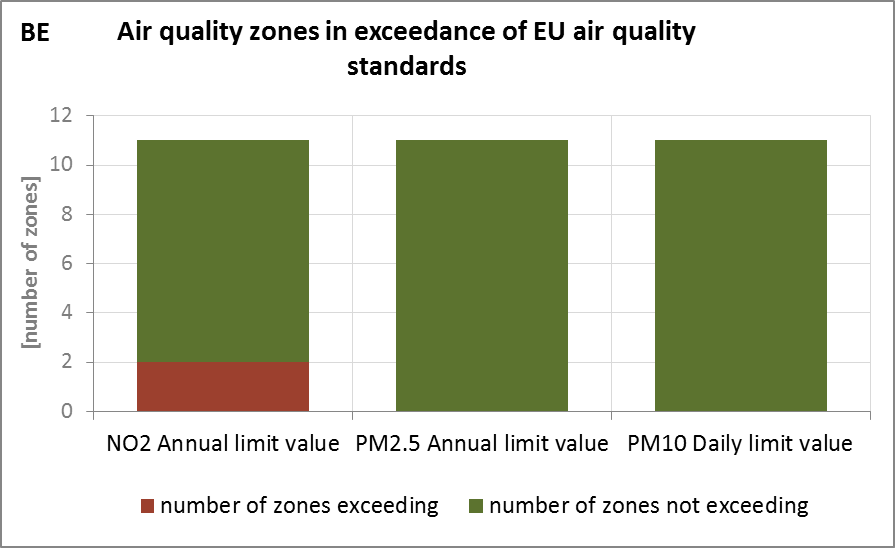 BE
Air quality zones in exceedance of EU air quality
standards
[number of zones]
12
10
8
6
4
2
0
NO2 Annual limit value
PM2.5 Annual limit value
PM10 Daily limit value
number of zones exceeding
number of zones not exceeding